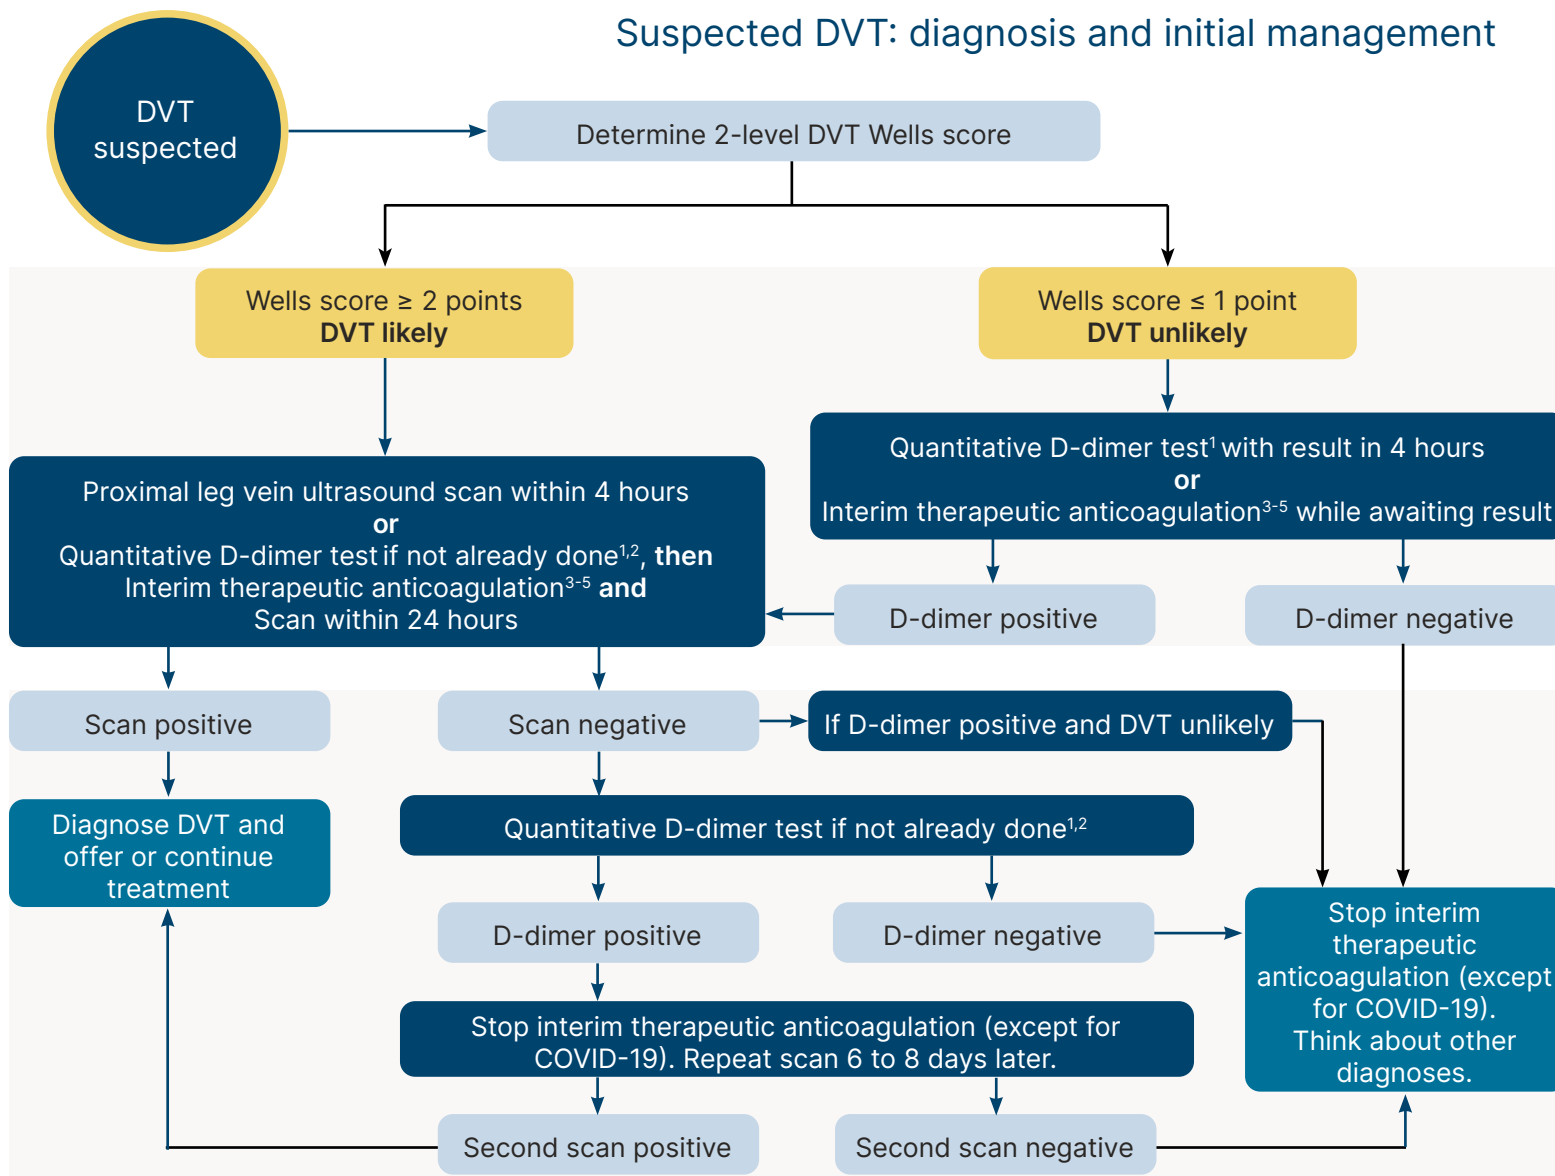 Suspected DVT: diagnosis and initial management
DVT
suspected
Determine 2-level DVT Wells score
Wells score ≥ 2 points
DVT likely
Wells score ≤ 1 point
DVT unlikely
Quantitative D-dimer test¹ with result in 4 hours
or
Interim therapeutic anticoagulation³⁻⁵ while awaiting result
Proximal leg vein ultrasound scan within 4 hours
or
Quantitative D-dimer test if not already done¹,², then
Interim therapeutic anticoagulation³⁻⁵ and
Scan within 24 hours
D-dimer positive
D-dimer negative
Scan positive
Scan negative
If D-dimer positive and DVT unlikely
Diagnose DVT and
offer or continue
treatment
Quantitative D-dimer test if not already done¹,²
D-dimer positive
D-dimer negative
Stop interim
therapeutic
anticoagulation (except
for COVID-19).
Think about other
diagnoses.
Stop interim therapeutic anticoagulation (except for
COVID-19). Repeat scan 6 to 8 days later.
Second scan positive
Second scan negative